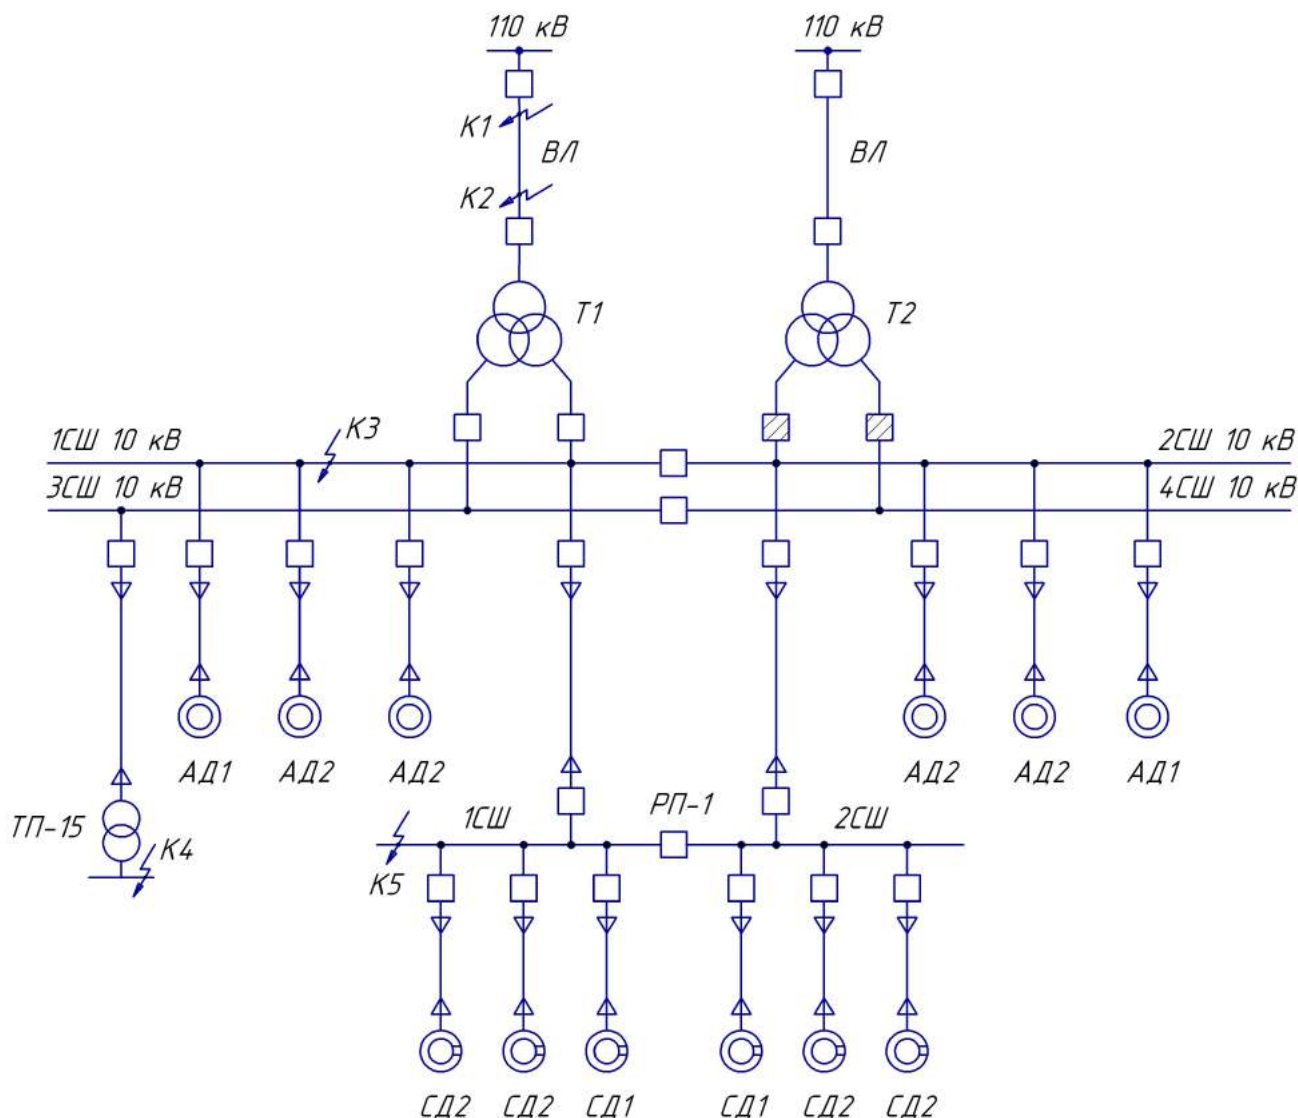 110 кВ 110 кВ
К1
ВЛ ВЛ
К2
Т1 Т2
К3
1СШ 10 кВ 2СШ 10 кВ
3СШ 10 кВ 4СШ 10 кВ
АД1 АД2 АД2 АД2 АД2 АД1
ТП-15 К4 1СШ РП-1 2СШ
К5
СД2 СД2 СД1 СД1 СД2 СД2